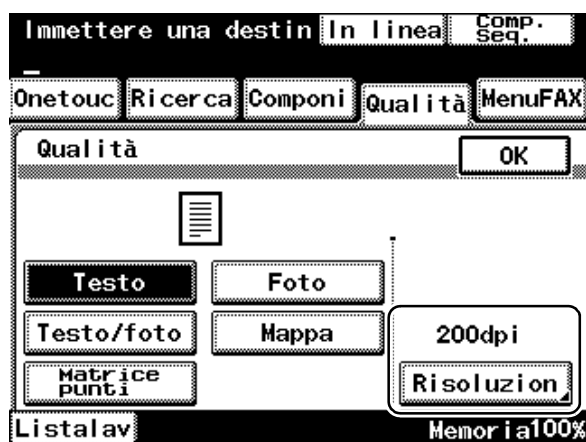 Immettere una destin In linea Comp. Seq.
Onetouc Ricerca Componi Qualità MenuFAX
Qualità OK
Testo Foto
Testo/foto Mappa 200dpi
Matrice punti Risoluzion
Listalav Memoria100%